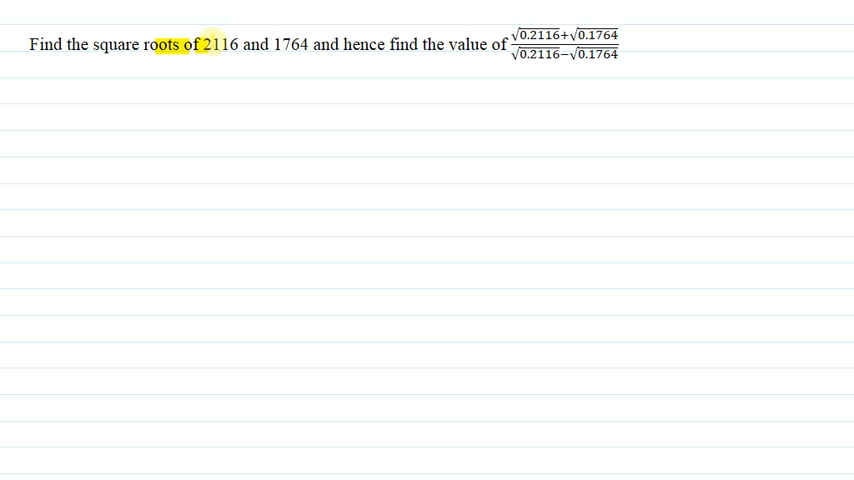 Find the square roots of 2116 and 1764 and hence find the value of (√0.2116+√0.1764)/(√0.2116−√0.1764)